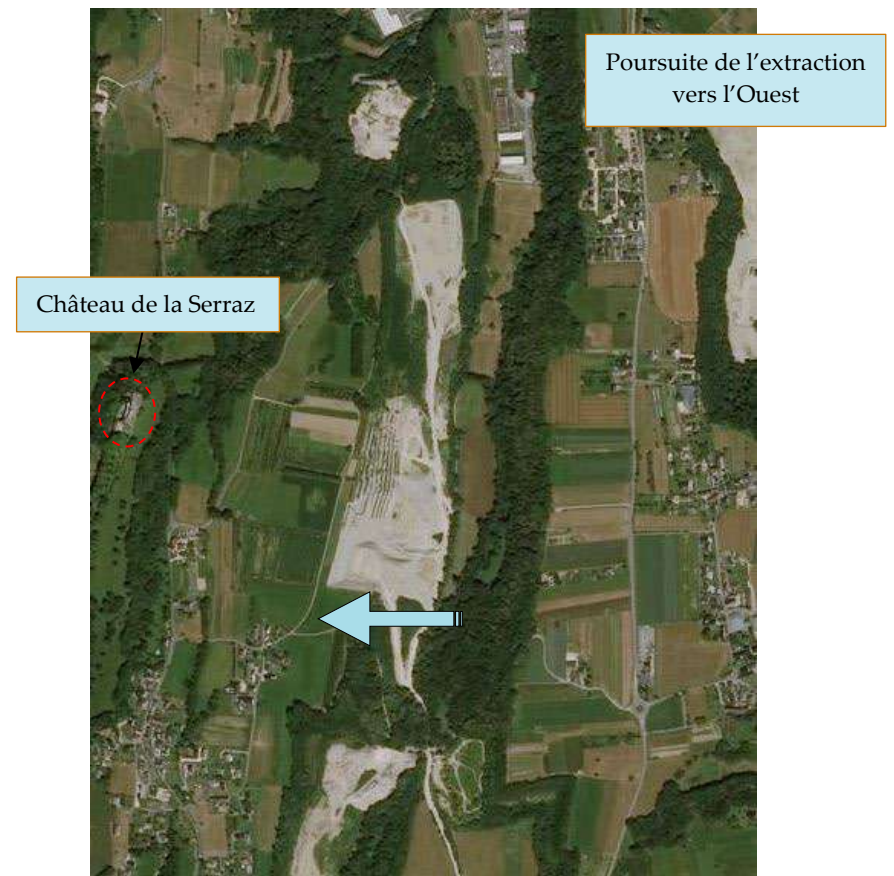 Poursuite de l’extraction
vers l’Ouest
Château de la Serraz